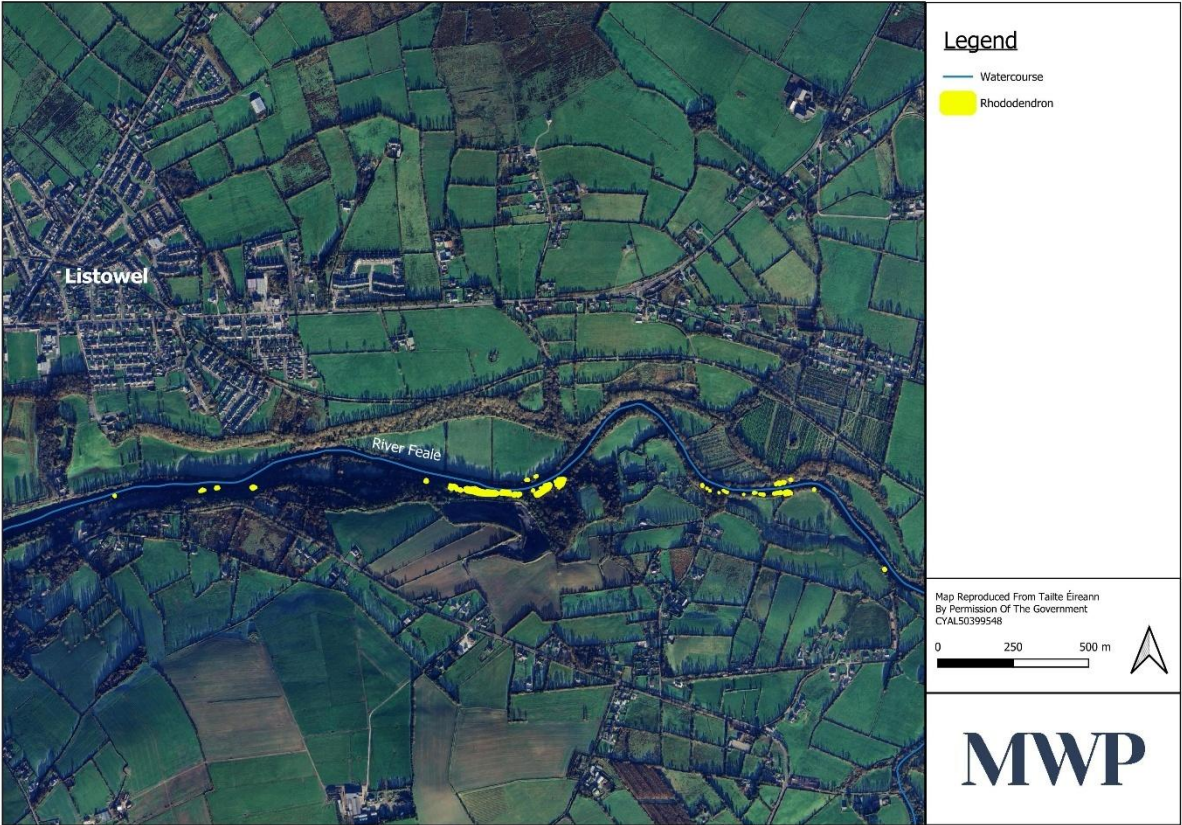 Listowel
River Feale
Legend
Watercourse
Rhododendron
Map Reproduced From Tailte Éireann
By Permission Of The Government
CYAL50399548
0 250 500 m
MWP